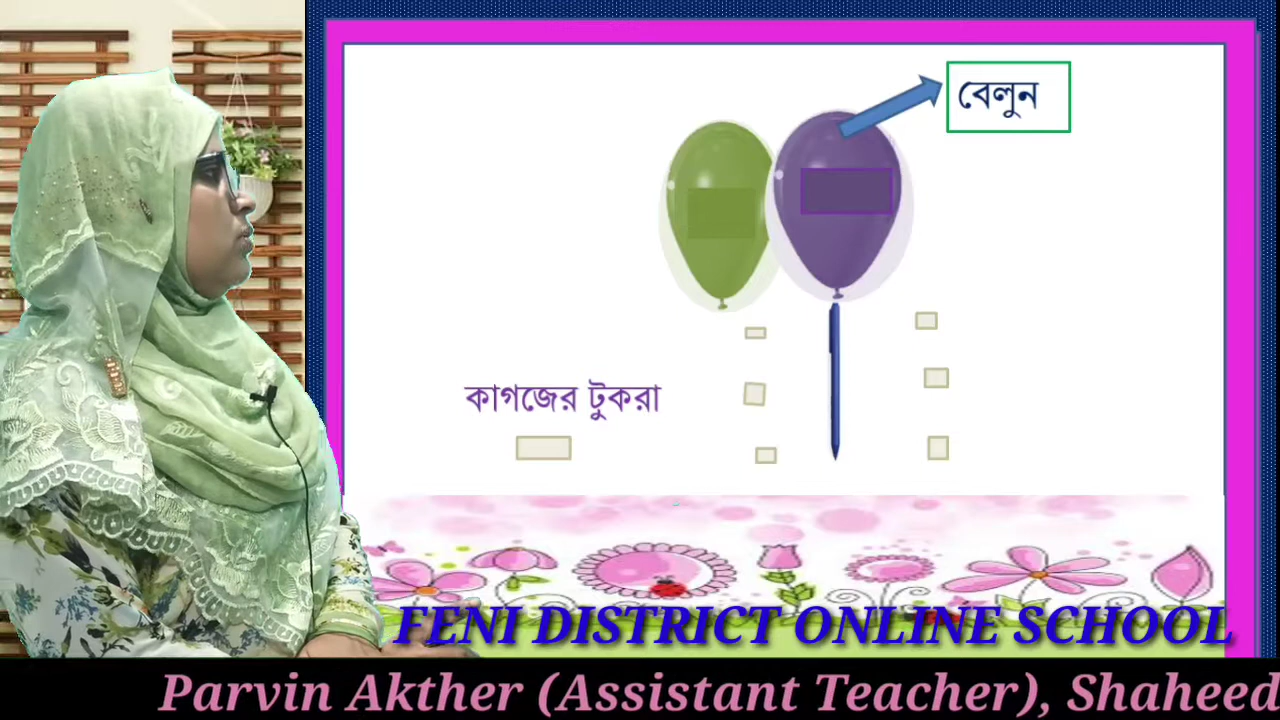 বেলুন
কাগজের টুকরা
FENI DISTRICT ONLINE SCHOOL
Parvin Akther (Assistant Teacher), Shaheed